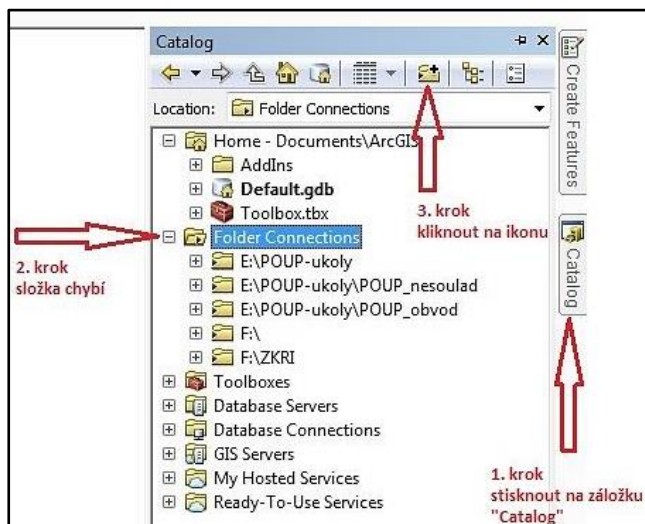 Catalog
Location: Folder Connections
Home - Documents\ArcGIS
AddIns
Default.gdb
Toolbox.tbx
Folder Connections
E:\POUP-ukoly
E:\POUP-ukoly\POUP_nesoulad
E:\POUP-ukoly\POUP_obvod
F:\
F:\ZKRI
Toolboxes
Database Servers
Database Connections
GIS Servers
My Hosted Services
Ready-To-Use Services
3. krok
kliknout na ikonu
2. krok
složka chybí
Create Features
Catalog
1. krok
stisknout na záložku
"Catalog"